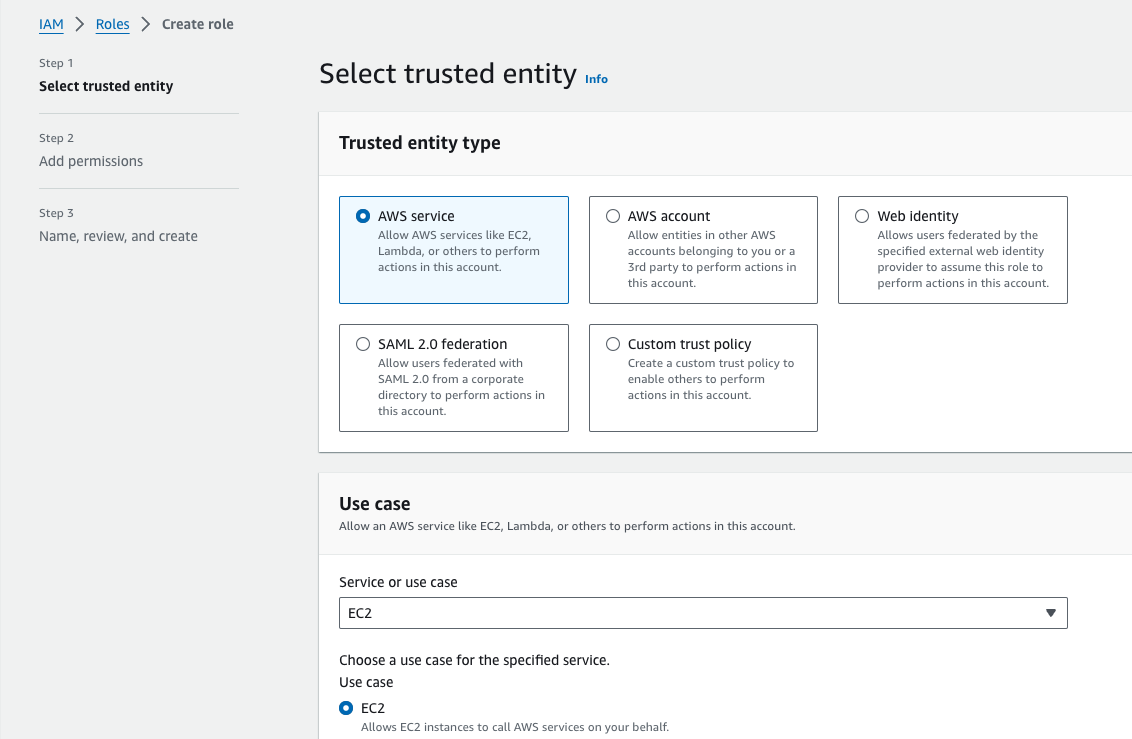 IAM > Roles > Create role
Step 1
Select trusted entity
Step 2
Add permissions
Step 3
Name, review, and create
Select trusted entity Info
Trusted entity type
AWS service
Allow AWS services like EC2,
Lambda, or others to perform
actions in this account.
AWS account
Allow entities in other AWS
accounts belonging to you or a
3rd party to perform actions in
this account.
Web identity
Allows users federated by the
specified external web identity
provider to assume this role to
perform actions in this account.
SAML 2.0 federation
Allow users federated with
SAML 2.0 from a corporate
directory to perform actions in
this account.
Custom trust policy
Create a custom trust policy to
enable others to perform
actions in this account.
Use case
Allow an AWS service like EC2, Lambda, or others to perform actions in this account.
Service or use case
EC2
Choose a use case for the specified service.
Use case
EC2
Allows EC2 instances to call AWS services on your behalf.